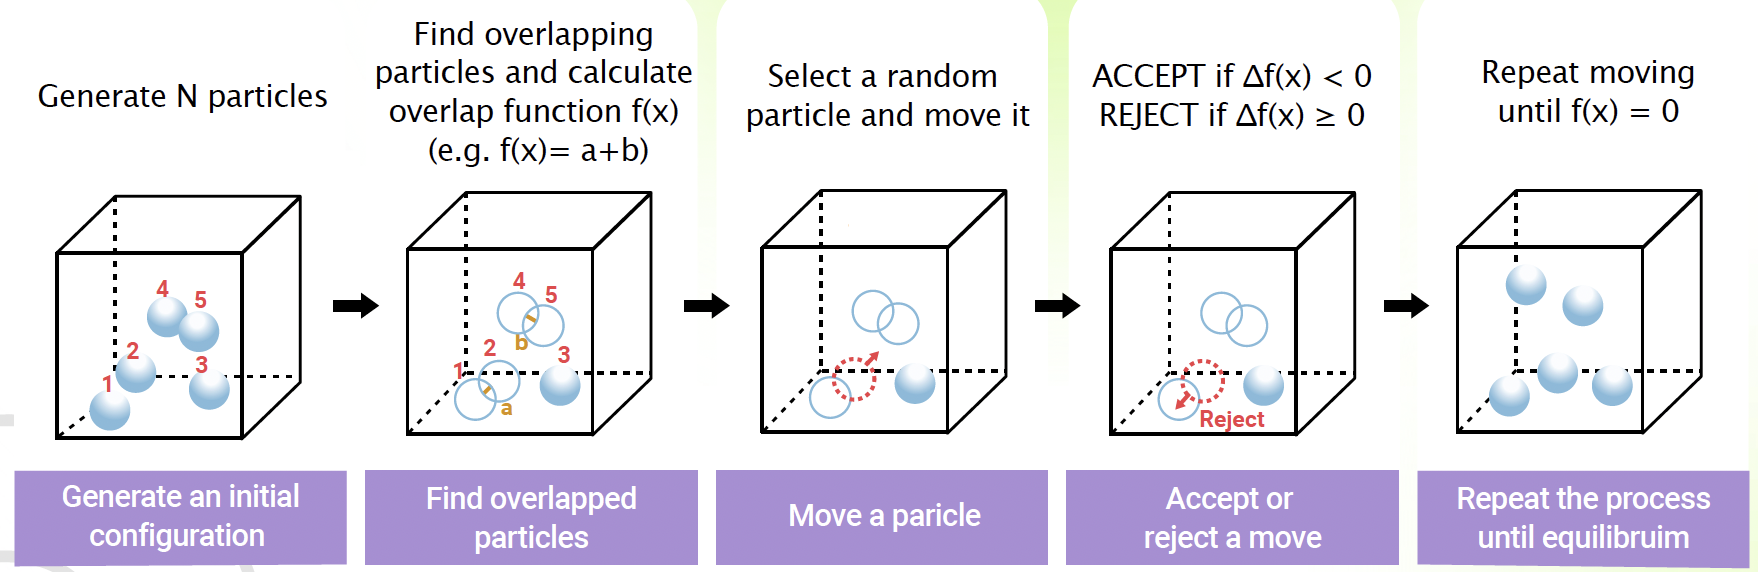 Generate N particles
Find overlapping
particles and calculate
overlap function f(x)
(e.g. f(x)= a+b)
Select a random
particle and move it
ACCEPT if Δf(x) < 0
REJECT if Δf(x) ≥ 0
Repeat moving
until f(x) = 0
4
5
2
3
1
4
5
b
2
3
1
a
Reject
Generate an initial
configuration
Find overlapped
particles
Move a paricle
Accept or
reject a move
Repeat the process
until equilibruim